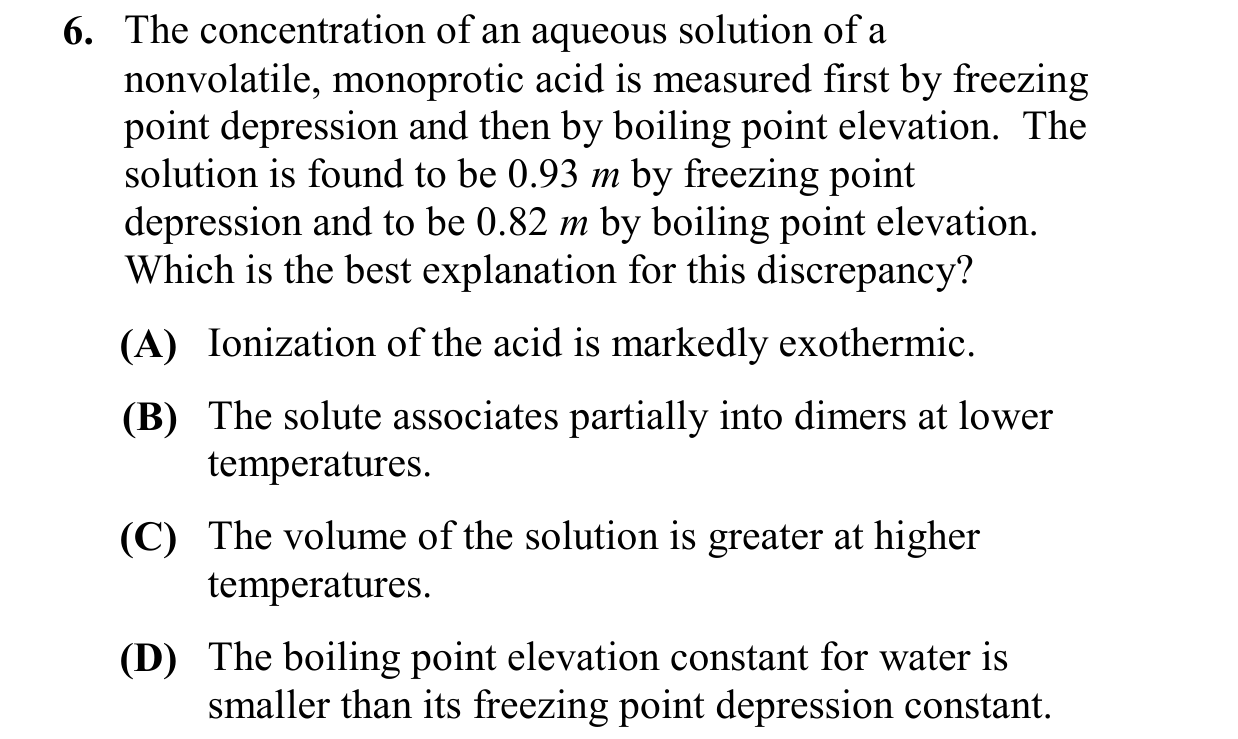 6. The concentration of an aqueous solution of a
nonvolatile, monoprotic acid is measured first by freezing
point depression and then by boiling point elevation. The
solution is found to be 0.93 m by freezing point
depression and to be 0.82 m by boiling point elevation.
Which is the best explanation for this discrepancy?
(A) Ionization of the acid is markedly exothermic.
(B) The solute associates partially into dimers at lower
temperatures.
(C) The volume of the solution is greater at higher
temperatures.
(D) The boiling point elevation constant for water is
smaller than its freezing point depression constant.